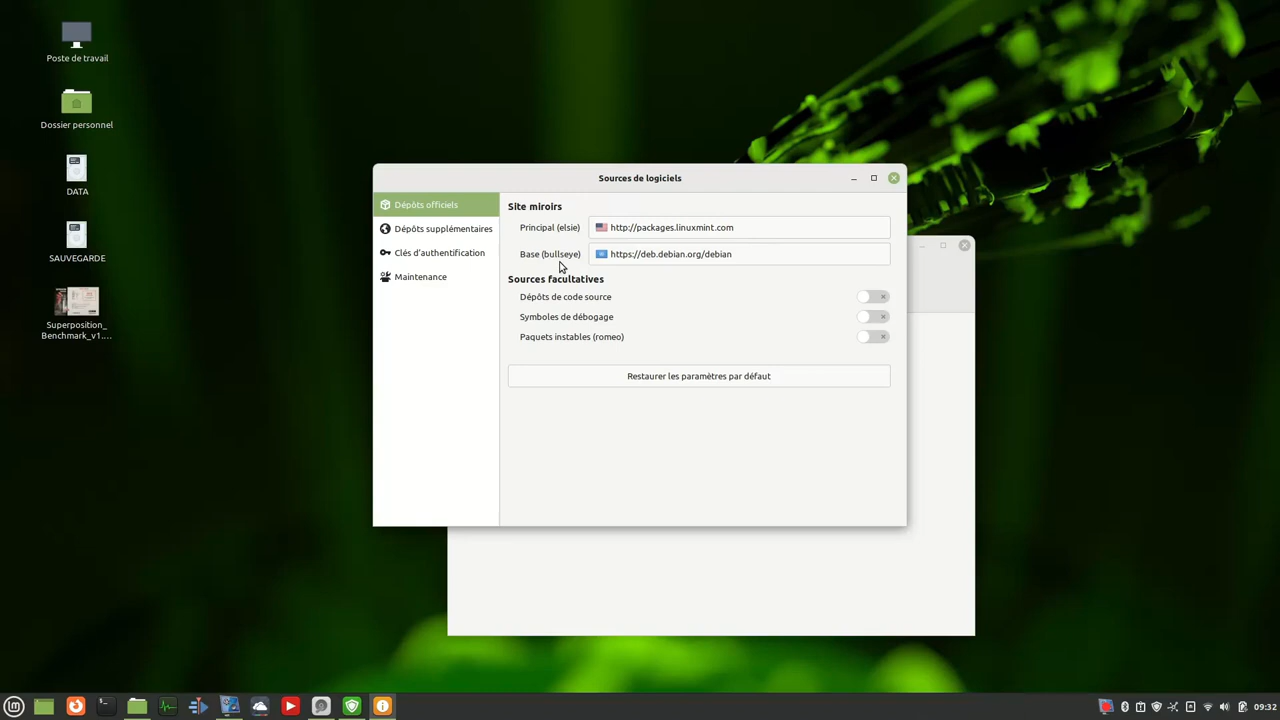 Poste de travail
Dossier personnel
DATA
SAUVEGARDE
Superposition_
Benchmark_v1....
Sources de logiciels
Dépôts officiels
Dépôts supplémentaires
Clés d'authentification
Maintenance
Site miroirs
Principal (elsie)
http://packages.linuxmint.com
Base (bullseye)
https://deb.debian.org/debian
Sources facultatives
Dépôts de code source
Symboles de débogage
Paquets instables (romeo)
Restaurer les paramètres par défaut
09:32